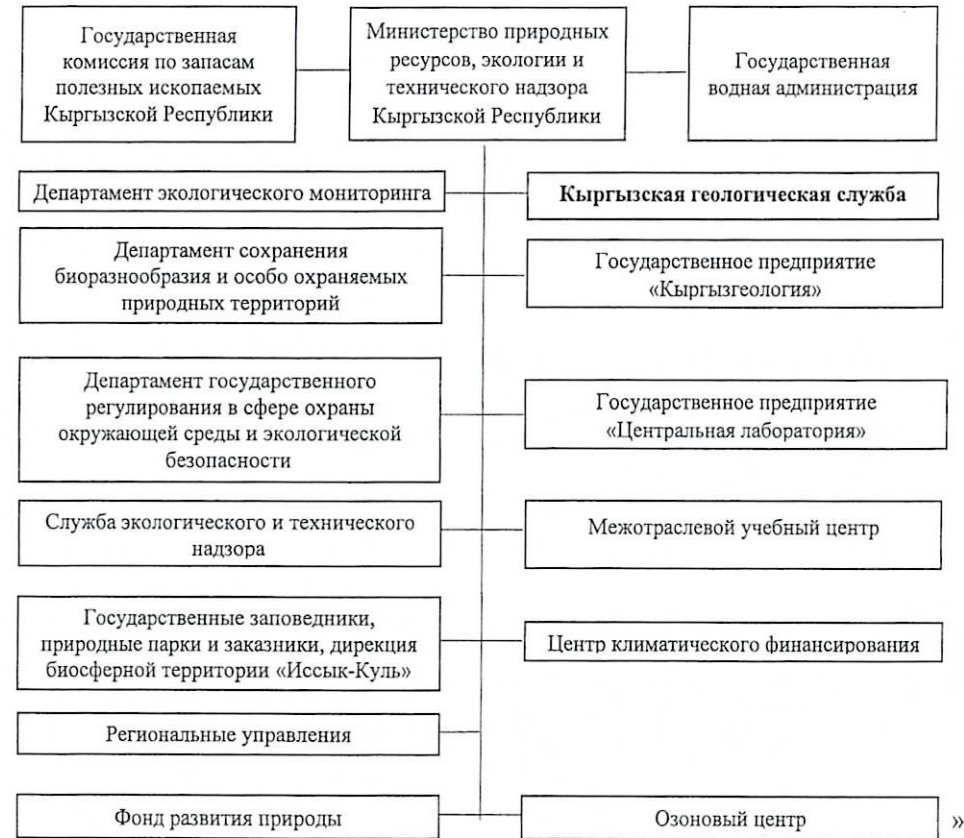 Государственная
комиссия по запасам
полезных ископаемых
Кыргызской Республики
Министерство природных
ресурсов, экологии и
технического надзора
Кыргызской Республики
Государственная
водная администрация
Департамент экологического мониторинга
Кыргызская геологическая служба
Департамент сохранения
биоразнообразия и особо охраняемых
природных территорий
Государственное предприятие
«Кыргызгеология»
Департамент государственного
регулирования в сфере охраны
окружающей среды и экологической
безопасности
Государственное предприятие
«Центральная лаборатория»
Служба экологического и технического
надзора
Межотраслевой учебный центр
Государственные заповедники,
природные парки и заказники, дирекция
биосферной территории «Иссык-Куль»
Центр климатического финансирования
Региональные управления
Фонд развития природы
Озоновый центр
»